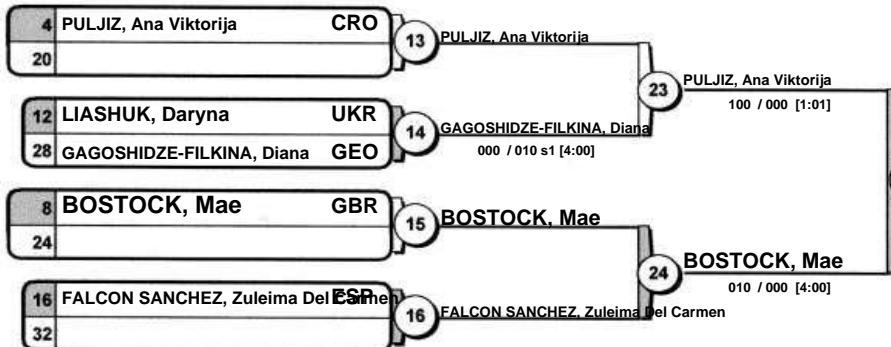 4 PULJIZ, Ana Viktorija CRO
20
13 PULJIZ, Ana Viktorija
12 LIASHUK, Daryna UKR
28 GAGOSHIDZE-FILKINA, Diana GEO
14 GAGOSHIDZE-FILKINA, Diana
000 / 010 s1 [4:00]
23 PULJIZ, Ana Viktorija
100 / 000 [1:01]
8 BOSTOCK, Mae GBR
24
15 BOSTOCK, Mae
16 FALCON SANCHEZ, Zuleima Del Carmen ESP
32
16 FALCON SANCHEZ, Zuleima Del Carmen
24 BOSTOCK, Mae
010 / 000 [4:00]